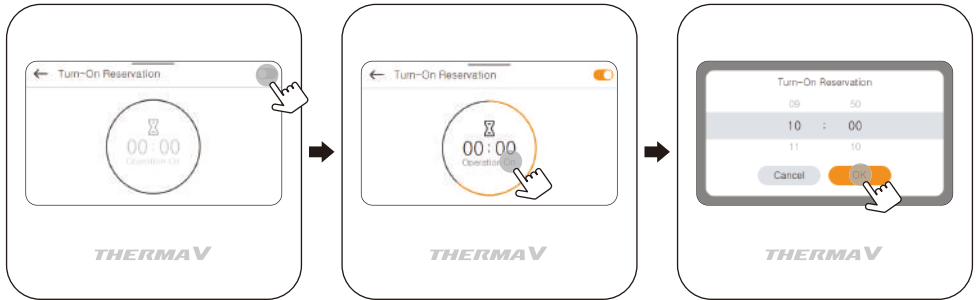 ← Turn-On Reservation
00:00
Operation On
THERMA V
← Turn-On Reservation
00:00
Operation On
THERMA V
Turn-On Reservation
09 50
10 : 00
11 10
Cancel OK
THERMA V